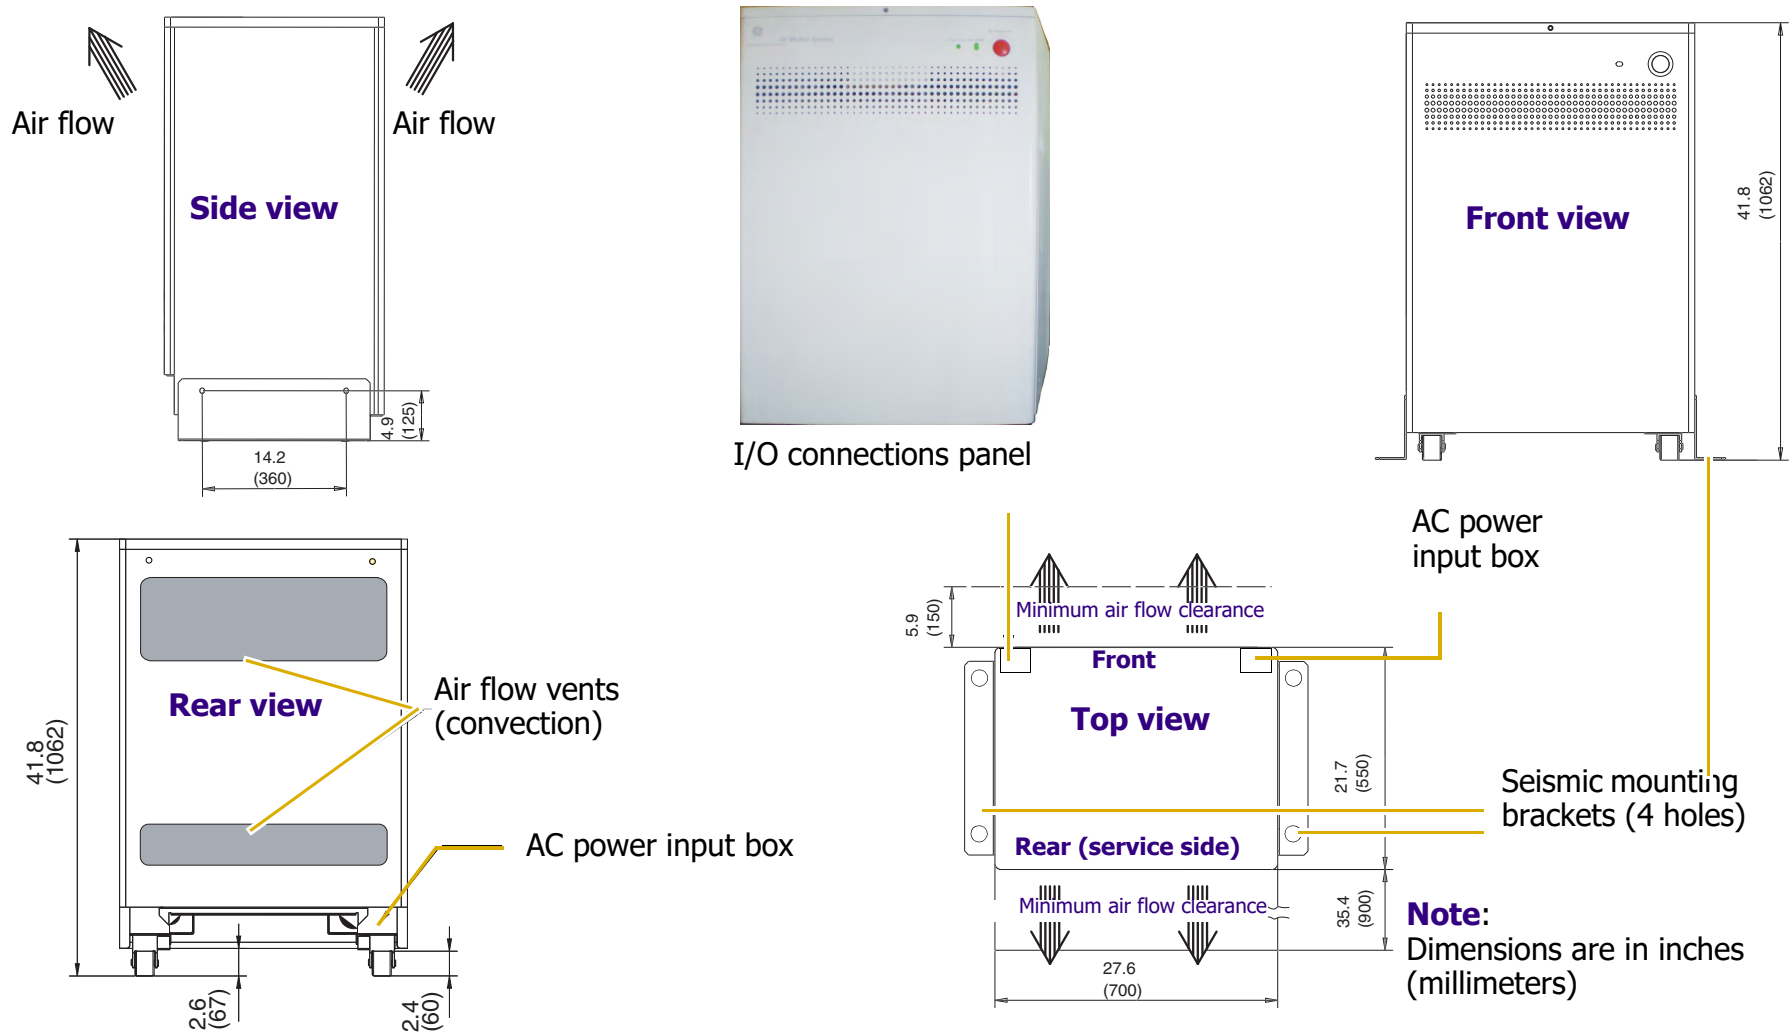 Air flow
Air flow
Side view
4.9
(125)
14.2
(360)
I/O connections panel
Front view
41.8
(1062)
AC power
input box
41.8
(1062)
Rear view
Air flow vents
(convection)
AC power input box
2.6
(67)
2.4
(60)
5.9
(150)
Minimum air flow clearance
Front
Top view
21.7
(550)
Rear (service side)
Seismic mounting
brackets (4 holes)
Minimum air flow clearance
35.4
(900)
27.6
(700)
Note:
Dimensions are in inches
(millimeters)